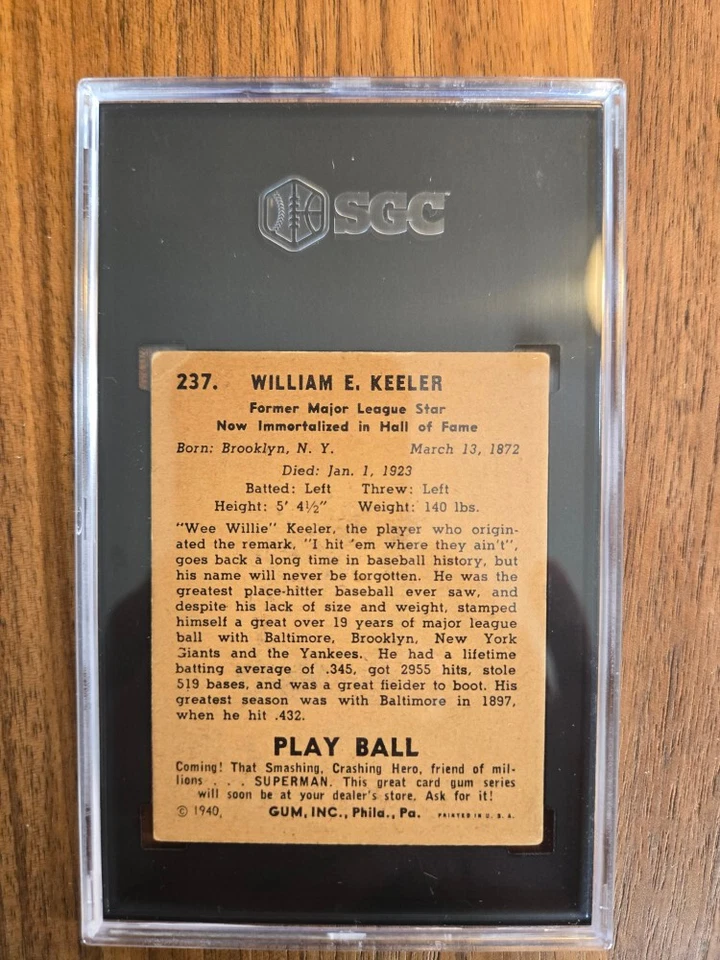 SGC
237. WILLIAM E. KEELER
Former Major League Star
Now Immortalized in Hall of Fame
Born: Brooklyn, N. Y. March 13, 1872
Died: Jan. 1, 1923
Batted: Left Threw: Left
Height: 5' 4½" Weight: 140 lbs.
"Wee Willie" Keeler, the player who origin-
ated the remark, "I hit 'em where they ain't",
goes back a long time in baseball history, but
his name will never be forgotten. He was the
greatest place-hitter baseball ever saw, and
despite his lack of size and weight, stamped
himself a great over 19 years of major league
ball with Baltimore, Brooklyn, New York
Giants and the Yankees. He had a lifetime
batting average of .345, got 2955 hits, stole
519 bases, and was a great fielder to boot. His
greatest season was with Baltimore in 1897,
when he hit .432.
PLAY BALL
Coming! That Smashing, Crashing Hero, friend of mil-
lions . . . SUPERMAN. This great card gum series
will soon be at your dealer's store. Ask for it!
© 1940, GUM, INC., Phila., Pa. PRINTED IN U. S. A.